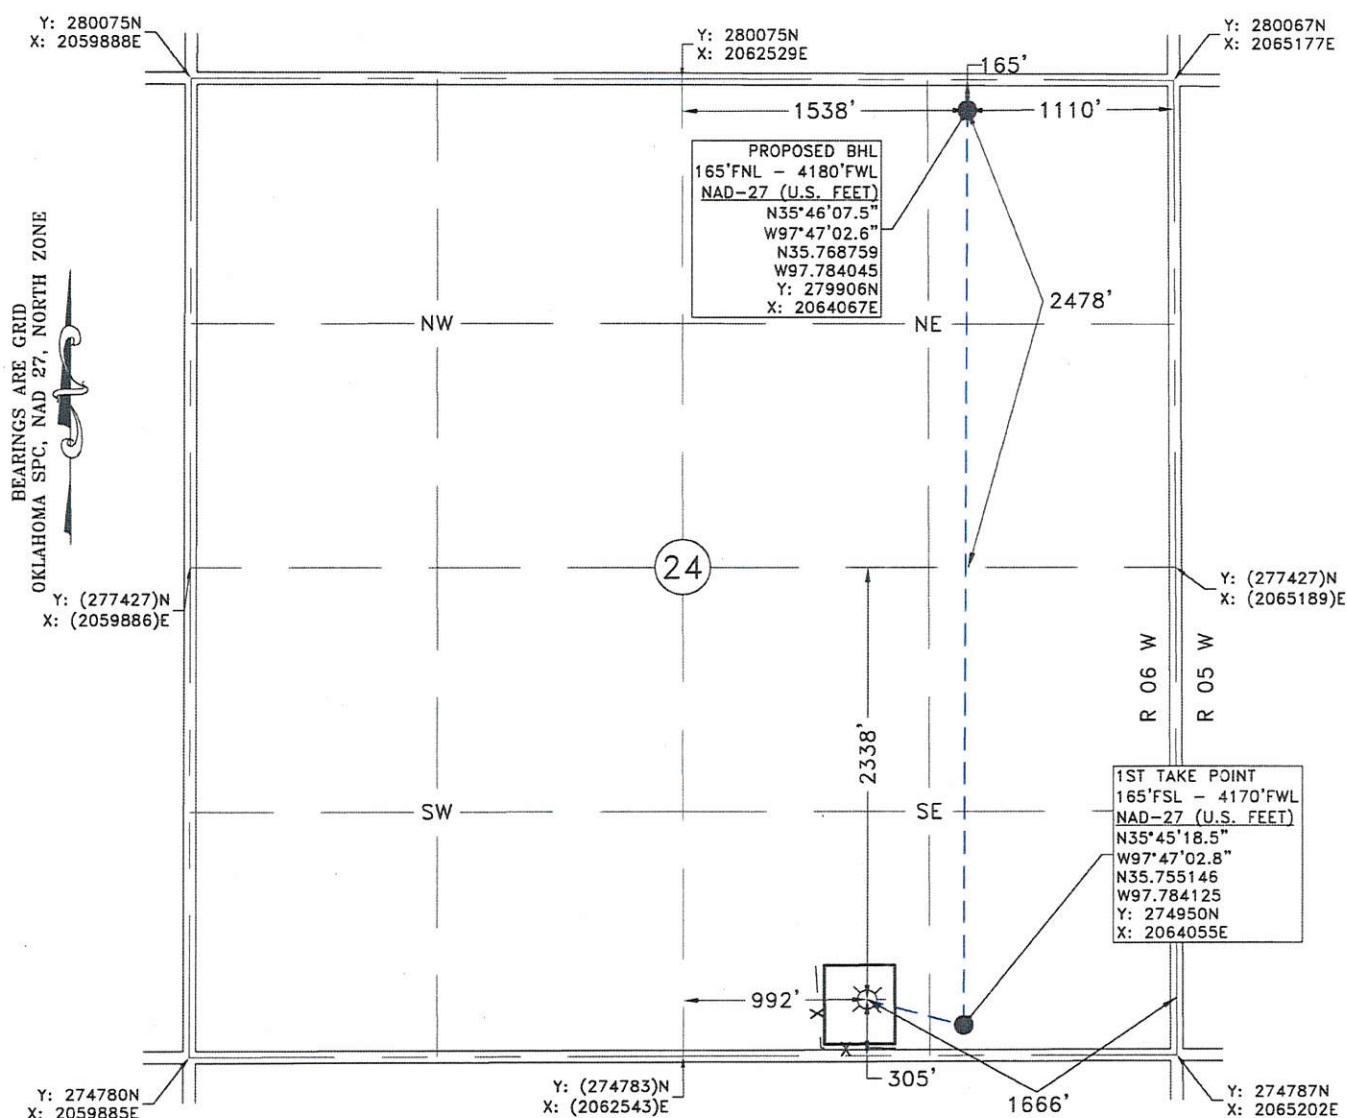 Y: 280075N
X: 2059888E
Y: 280075N
X: 2062529E
Y: 280067N
X: 2065177E
165'
1538'
1110'
PROPOSED BHL
165'FNL - 4180'FWL
NAD-27 (U.S. FEET)
N35°46'07.5"
W97°47'02.6"
N35.768759
W97.784045
Y: 279906N
X: 2064067E
BEARINGS ARE GRID
OKLAHOMA SPC, NAD 27, NORTH ZONE
2478'
NW
NE
24
Y: (277427)N
X: (2059886)E
Y: (277427)N
X: (2065189)E
R 06 W
R 05 W
2338'
1ST TAKE POINT
165'FSL - 4170'FWL
NAD-27 (U.S. FEET)
N35°45'18.5"
W97°47'02.8"
N35.755146
W97.784125
Y: 274950N
X: 2064055E
SW
SE
992'
X
X
305'
1666'
Y: 274780N
X: 2059885E
Y: (274783)N
X: (2062543)E
Y: 274787N
X: 2065202E